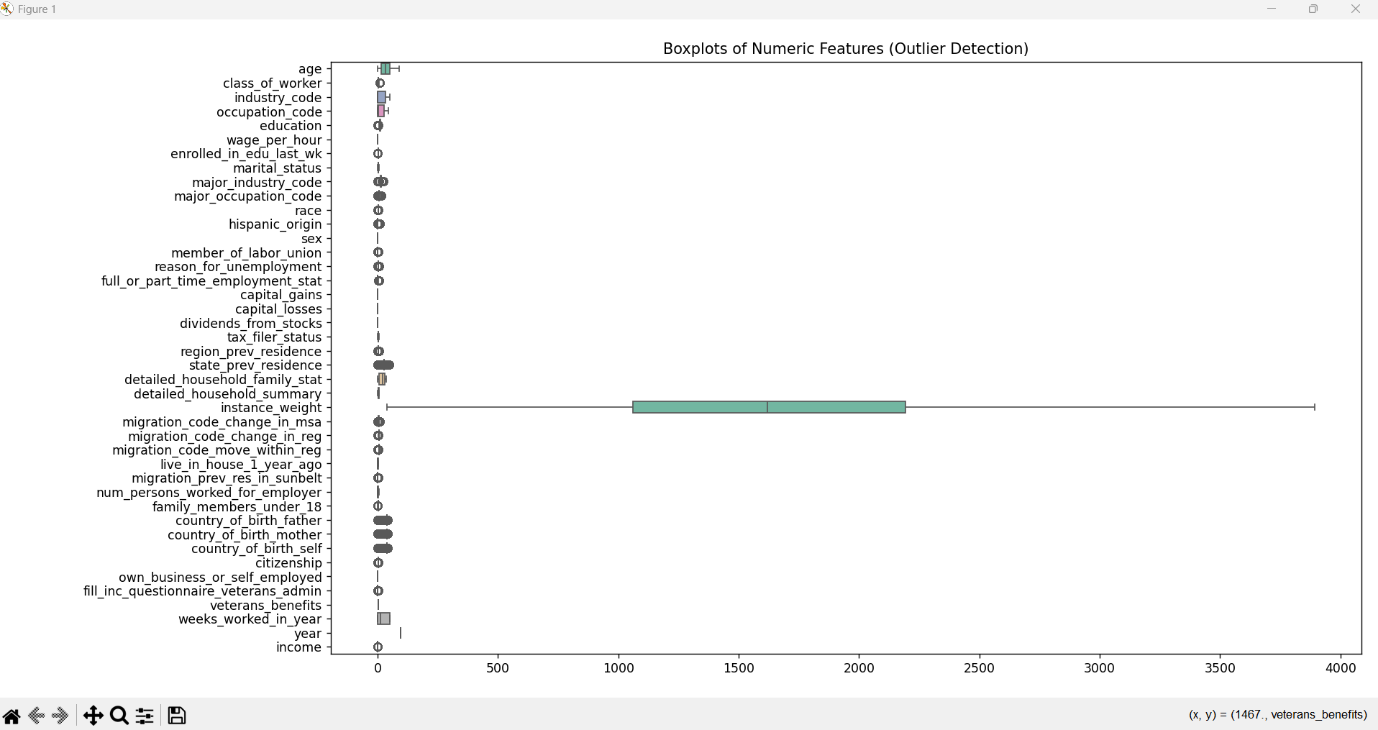 Figure 1
Boxplots of Numeric Features (Outlier Detection)
age
class_of_worker
industry_code
occupation_code
education
wage_per_hour
enrolled_in_edu_last_wk
marital_status
major_industry_code
major_occupation_code
race
hispanic_origin
sex
member_of_labor_union
reason_for_unemployment
full_or_part_time_employment_stat
capital_gains
capital_losses
dividends_from_stocks
tax_filer_status
region_prev_residence
state_prev_residence
detailed_household_family_stat
detailed_household_summary
instance_weight
migration_code_change_in_msa
migration_code_change_in_reg
migration_code_move_within_reg
live_in_house_1_year_ago
migration_prev_res_in_sunbelt
num_persons_worked_for_employer
family_members_under_18
country_of_birth_father
country_of_birth_mother
country_of_birth_self
citizenship
own_business_or_self_employed
fill_inc_questionnaire_veterans_admin
veterans_benefits
weeks_worked_in_year
year
income
0 500 1000 1500 2000 2500 3000 3500 4000
(x, y) = (1467., veterans_benefits)